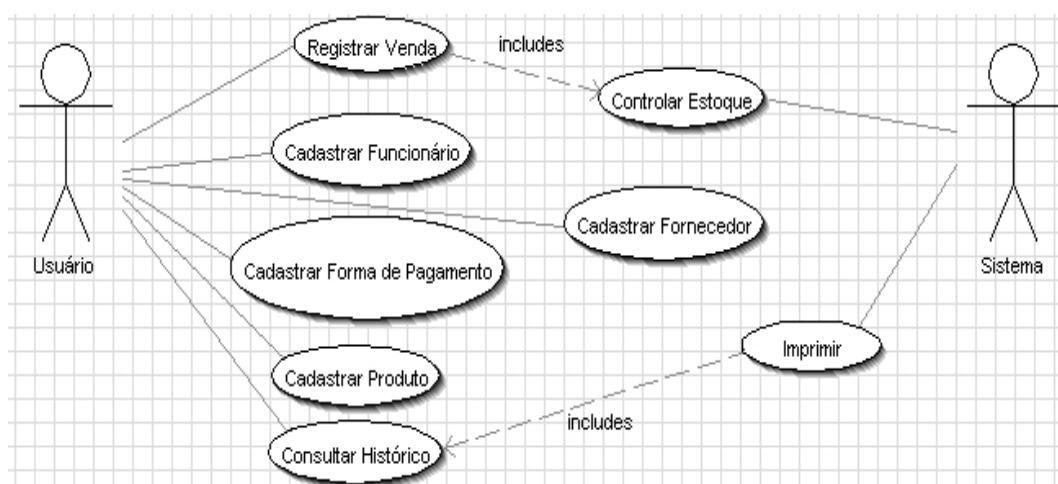 Registrar Venda
includes
Controlar Estoque
Cadastrar Funcionário
Cadastrar Fornecedor
Usuário
Cadastrar Forma de Pagamento
Sistema
Imprimir
Cadastrar Produto
includes
Consultar Histórico